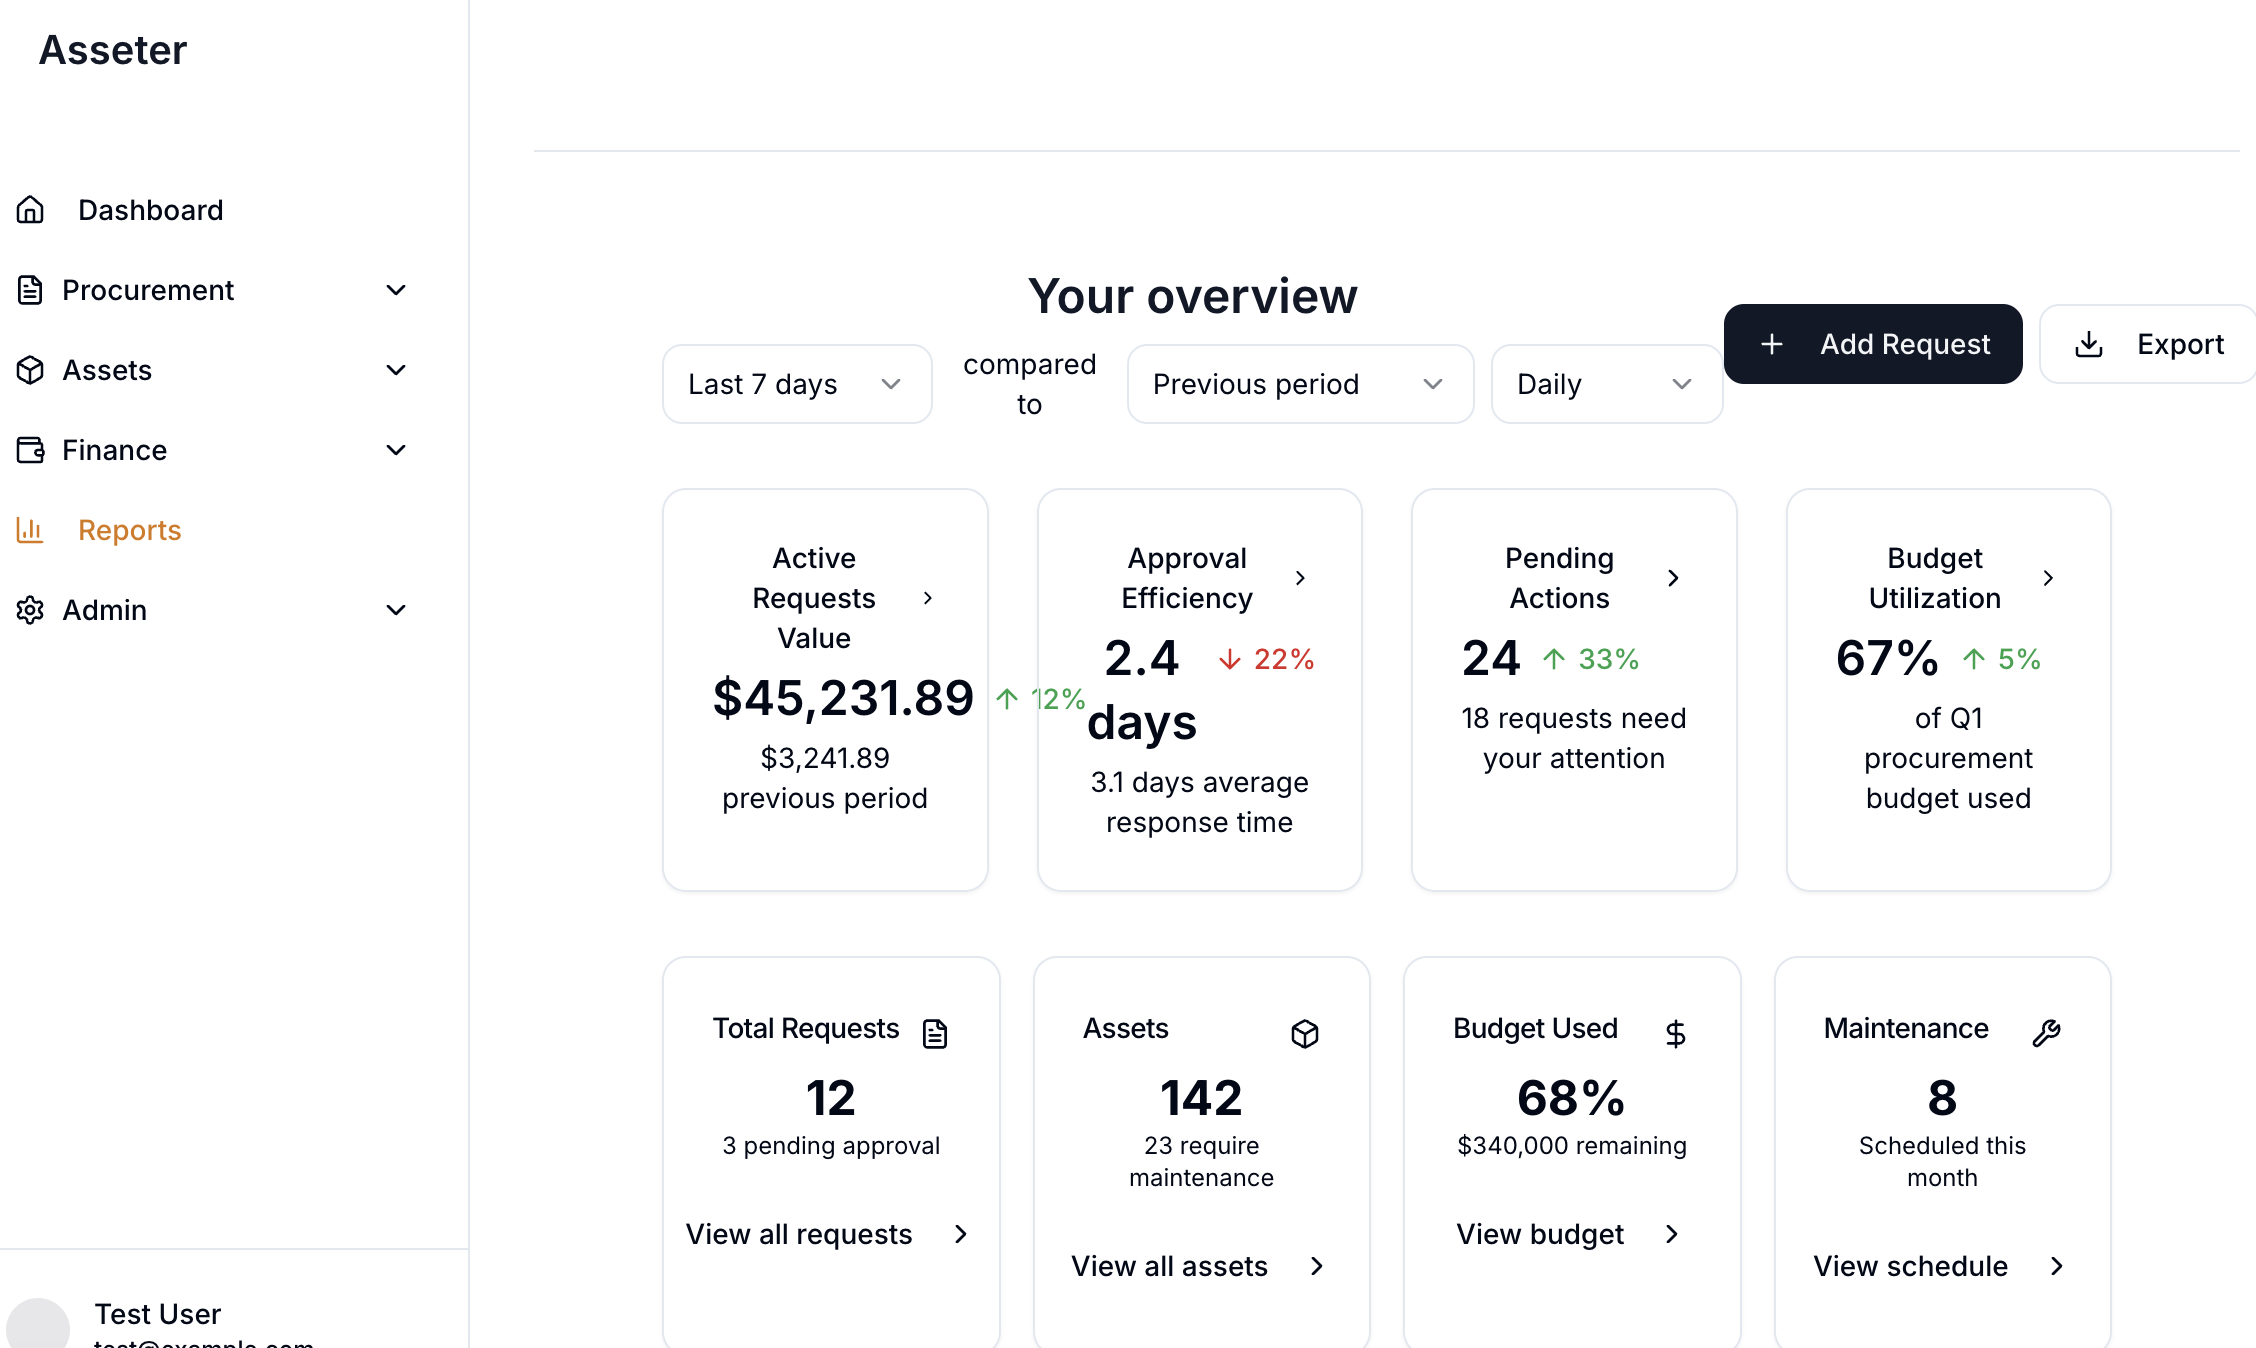 Asseter
Dashboard
Procurement
Assets
Finance
Reports
Admin
Test User
test@example.com
Your overview
Last 7 days
compared
to
Previous period
Daily
Add Request
Export
Active
Requests
Value
$45,231.89
12%
$3,241.89
previous period
Approval
Efficiency
2.4
days
22%
3.1 days average
response time
Pending
Actions
24
33%
18 requests need
your attention
Budget
Utilization
67%
5%
of Q1
procurement
budget used
Total Requests
12
3 pending approval
View all requests
Assets
142
23 require
maintenance
View all assets
Budget Used
68%
$340,000 remaining
View budget
Maintenance
8
Scheduled this
month
View schedule